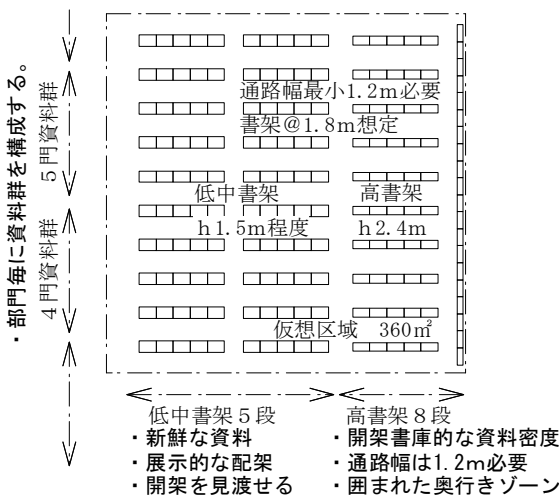 ・部門毎に資料群を構成する。
5門資料群
4門資料群
通路幅最小1.2m必要
書架@1.8m想定
低中書架
h1.5m程度
高書架
h2.4m
仮想区域　360㎡
低中書架5段
・新鮮な資料
・展示的な配架
・開架を見渡せる
高書架8段
・開架書庫的な資料密度
・通路幅は1.2m必要
・囲まれた奥行きゾーン